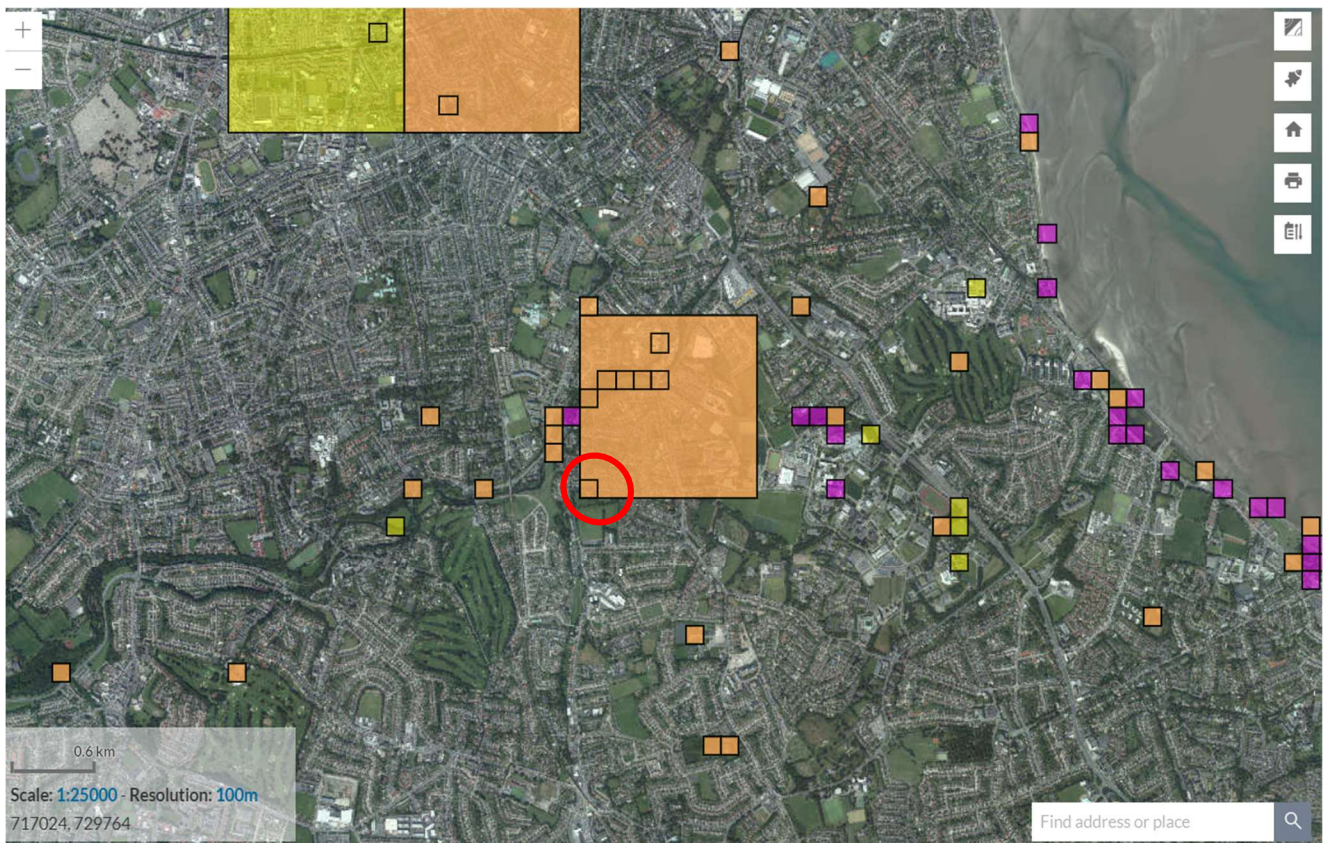 +
−
0.6 km
Scale: 1:25000 - Resolution: 100m
717024, 729764
Find address or place